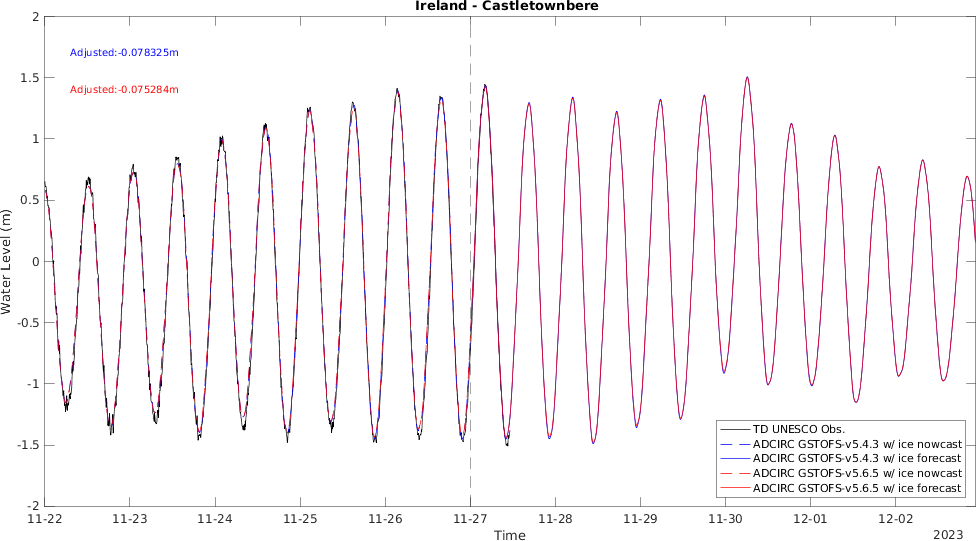 Ireland - Castletownbere
Adjusted:-0.078325m
Adjusted:-0.075284m
2
1.5
1
0.5
0
-0.5
-1
-1.5
-2
Water Level (m)
TD UNESCO Obs.
ADCIRC GSTOFS-v5.4.3 w/ ice nowcast
ADCIRC GSTOFS-v5.4.3 w/ ice forecast
ADCIRC GSTOFS-v5.6.5 w/ ice nowcast
ADCIRC GSTOFS-v5.6.5 w/ ice forecast
11-22 11-23 11-24 11-25 11-26 11-27 11-28 11-29 11-30 12-01 12-02
Time
2023